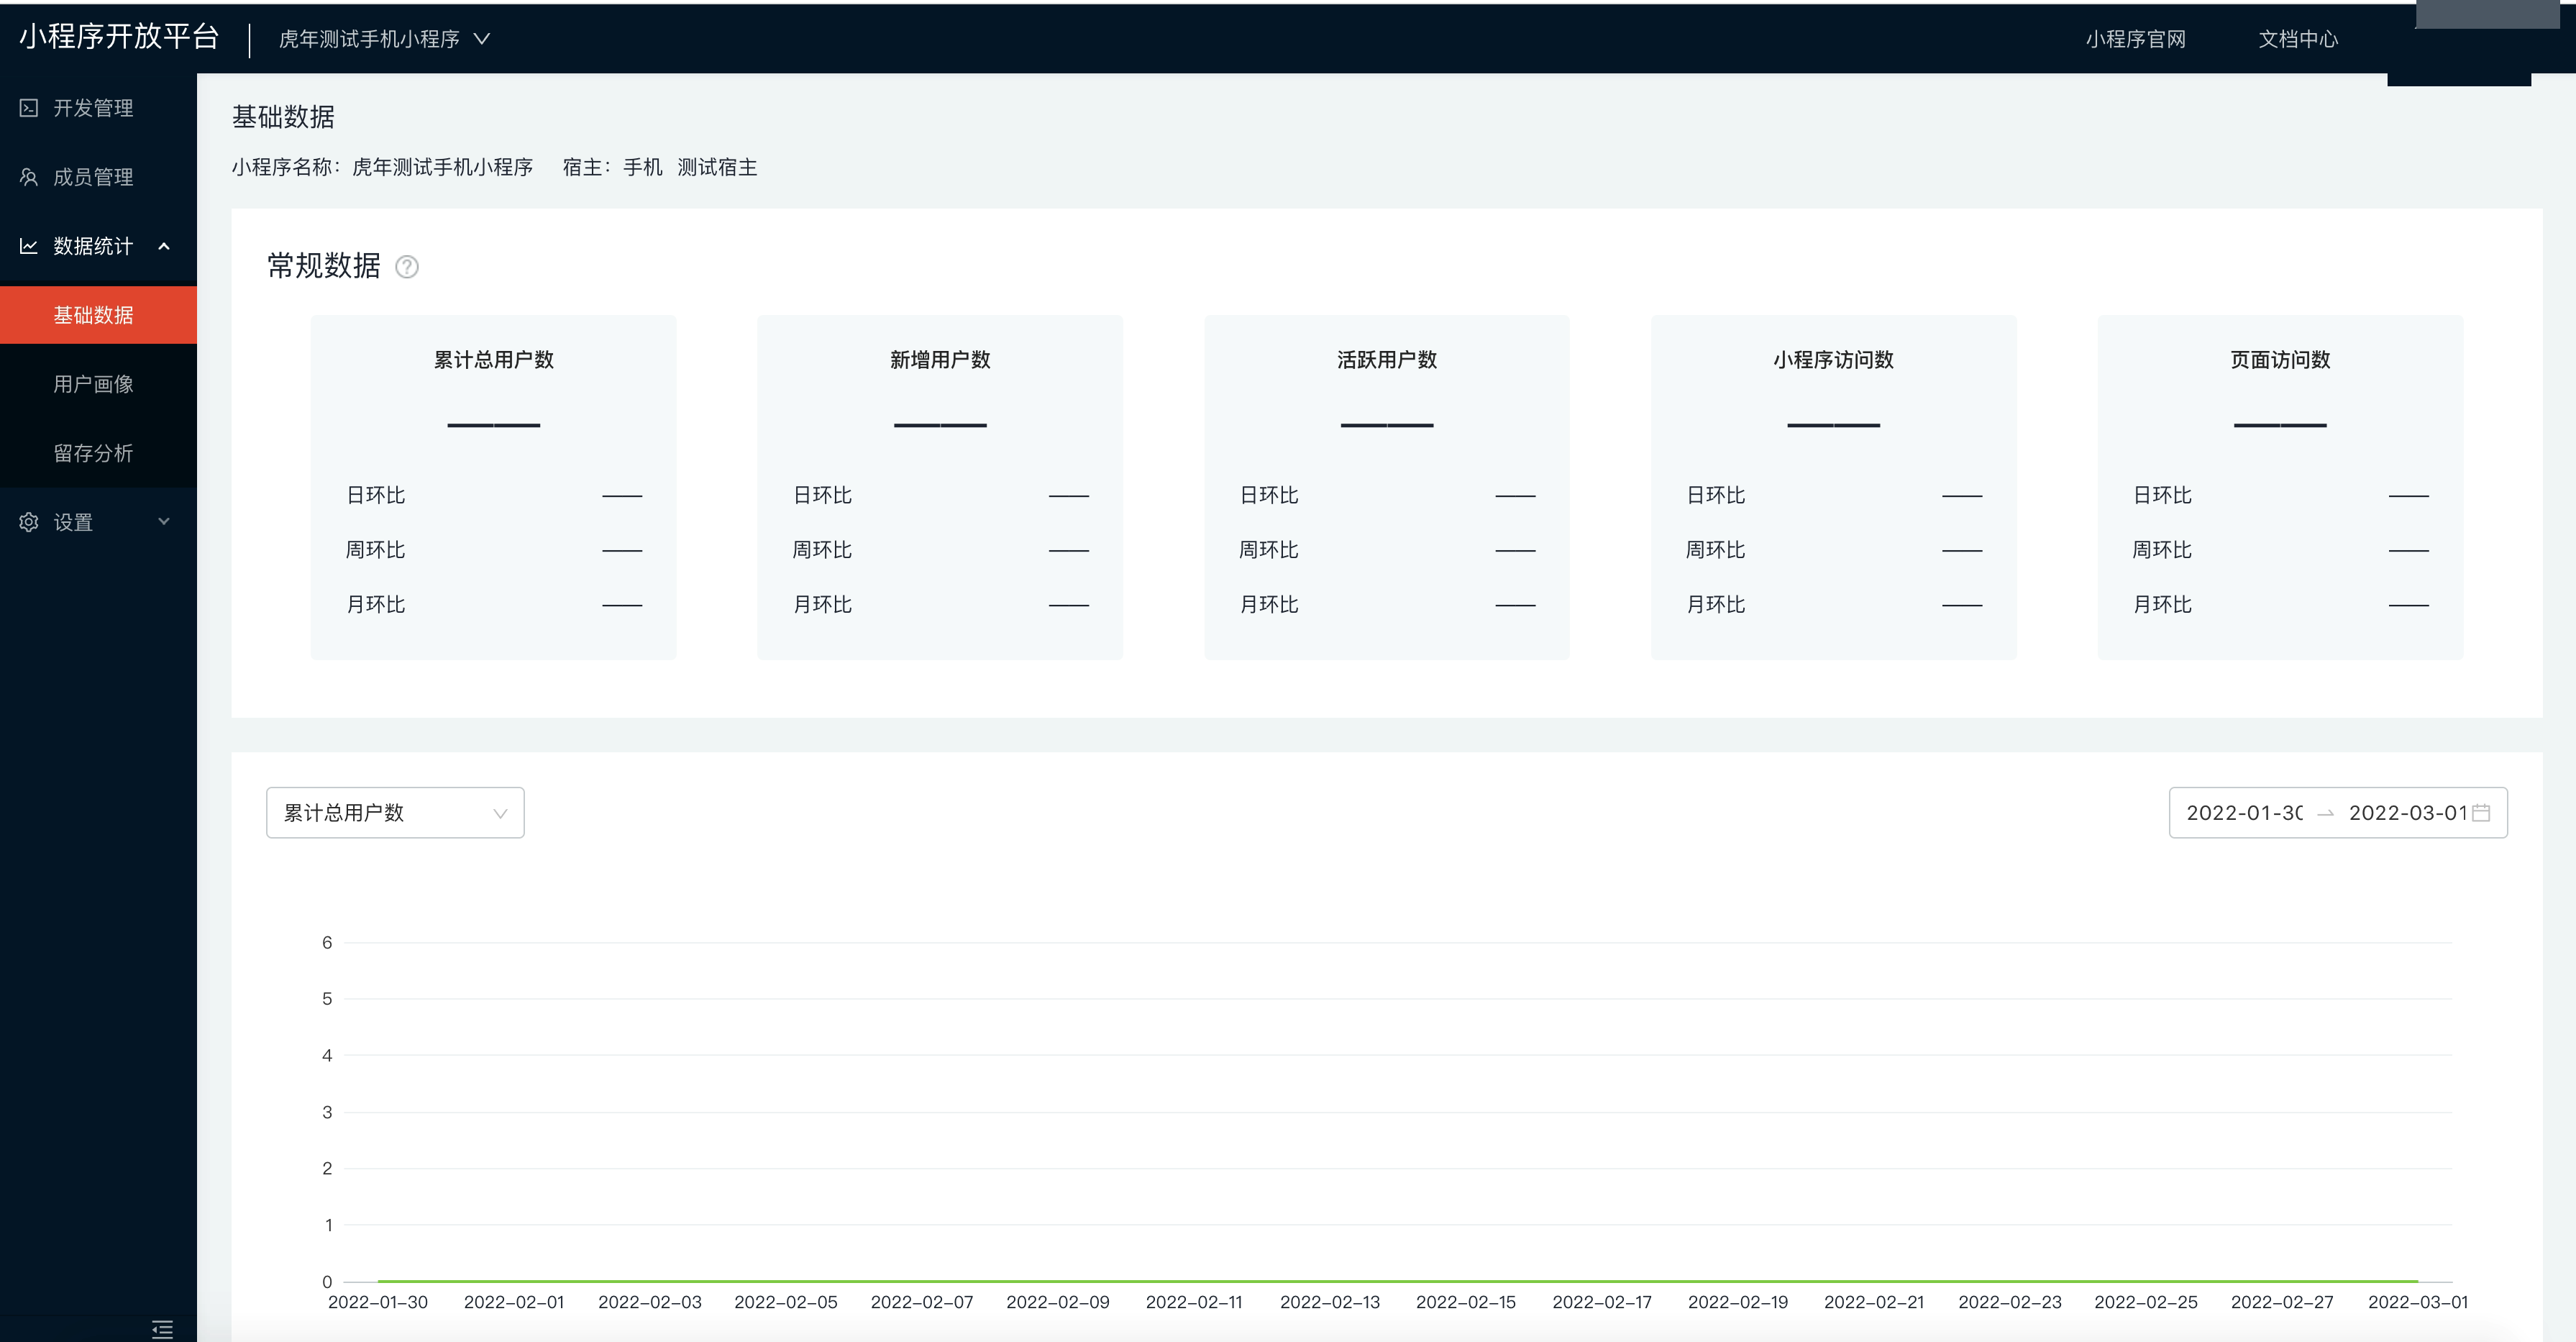 小程序开放平台
虎年测试手机小程序
小程序官网
文档中心
开发管理
成员管理
数据统计
基础数据
用户画像
留存分析
设置
基础数据
小程序名称：虎年测试手机小程序 宿主：手机 测试宿主
常规数据
累计总用户数
——
日环比 ——
周环比 ——
月环比 ——
新增用户数
——
日环比 ——
周环比 ——
月环比 ——
活跃用户数
——
日环比 ——
周环比 ——
月环比 ——
小程序访问数
——
日环比 ——
周环比 ——
月环比 ——
页面访问数
——
日环比 ——
周环比 ——
月环比 ——
累计总用户数
2022-01-30 → 2022-03-01
6
5
4
3
2
1
0
2022-01-30 2022-02-01 2022-02-03 2022-02-05 2022-02-07 2022-02-09 2022-02-11 2022-02-13 2022-02-15 2022-02-17 2022-02-19 2022-02-21 2022-02-23 2022-02-25 2022-02-27 2022-03-01